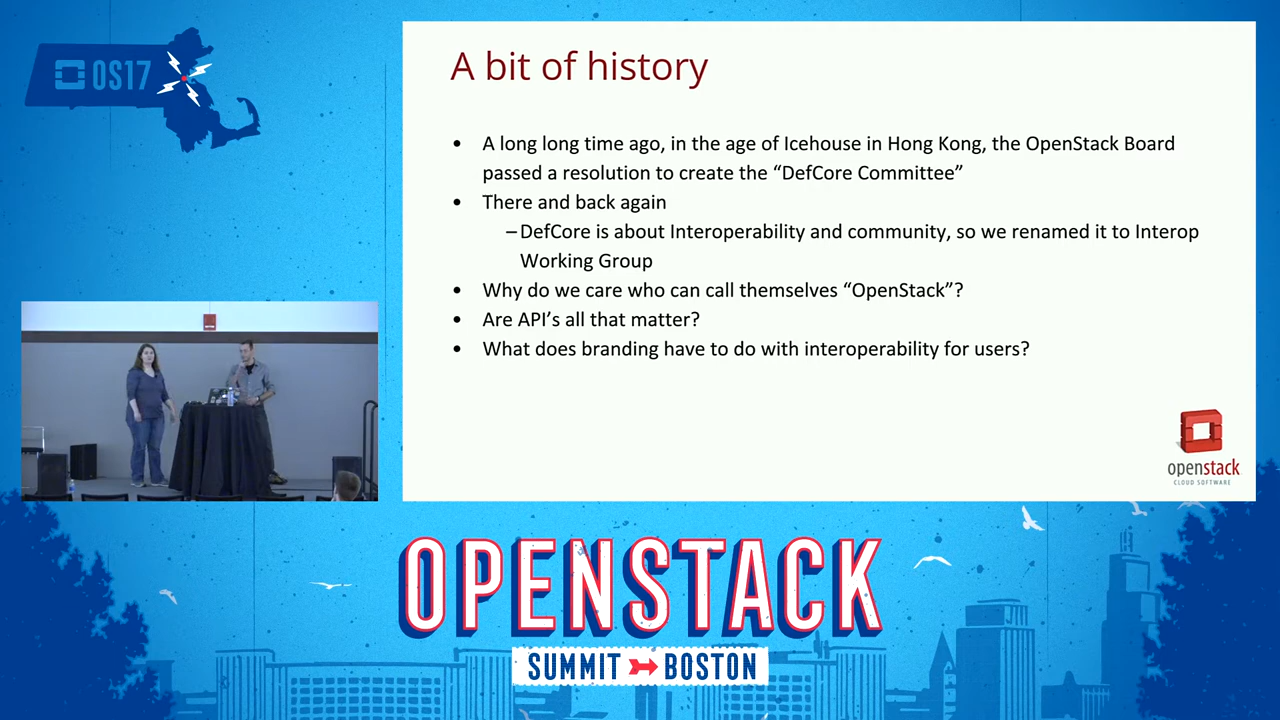 OS17
A bit of history
• A long long time ago, in the age of Icehouse in Hong Kong, the OpenStack Board
passed a resolution to create the “DefCore Committee”
• There and back again
–DefCore is about Interoperability and community, so we renamed it to Interop
Working Group
• Why do we care who can call themselves “OpenStack”?
• Are API’s all that matter?
• What does branding have to do with interoperability for users?
openstack
CLOUD SOFTWARE
OPENSTACK
SUMMIT BOSTON